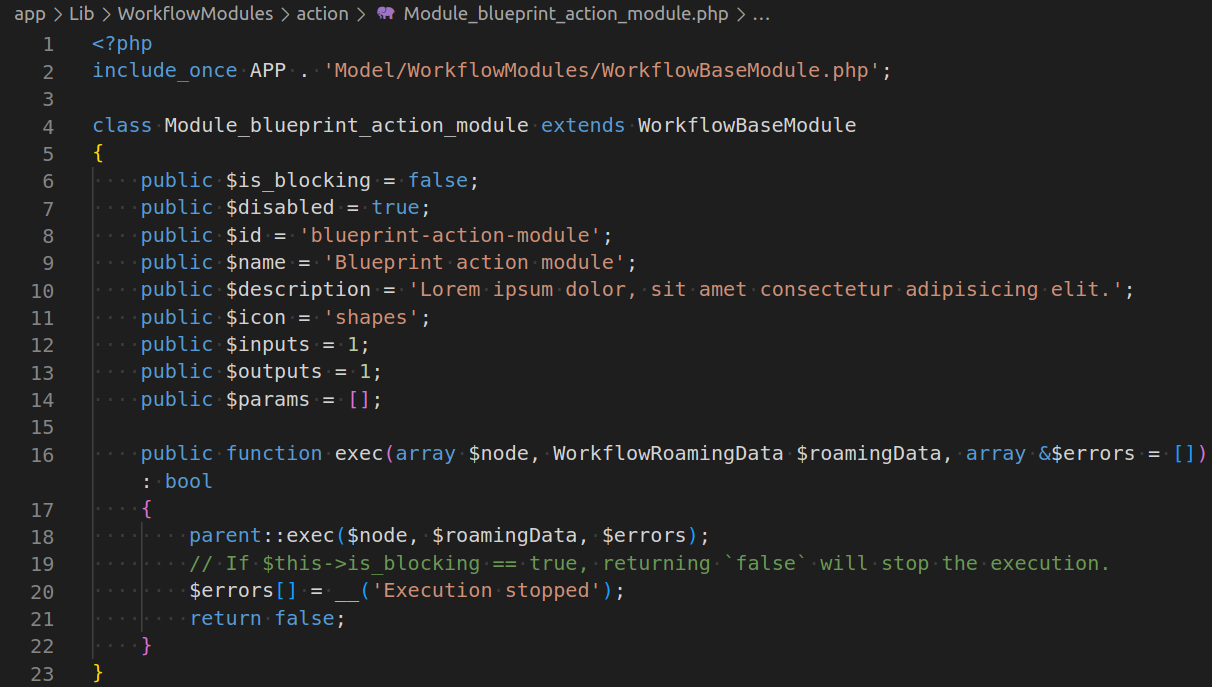 app > Lib > WorkflowModules > action > Module_blueprint_action_module.php > ...
1 <?php
2 include_once APP . 'Model/WorkflowModules/WorkflowBaseModule.php';
3
4 class Module_blueprint_action_module extends WorkflowBaseModule
5 {
6     public $is_blocking = false;
7     public $disabled = true;
8     public $id = 'blueprint-action-module';
9     public $name = 'Blueprint action module';
10     public $description = 'Lorem ipsum dolor, sit amet consectetur adipisicing elit.';
11     public $icon = 'shapes';
12     public $inputs = 1;
13     public $outputs = 1;
14     public $params = [];
15
16     public function exec(array $node, WorkflowRoamingData $roamingData, array &$errors = [])
    : bool
17     {
18         parent::exec($node, $roamingData, $errors);
19         // If $this->is_blocking == true, returning `false` will stop the execution.
20         $errors[] = __('Execution stopped');
21         return false;
22     }
23 }